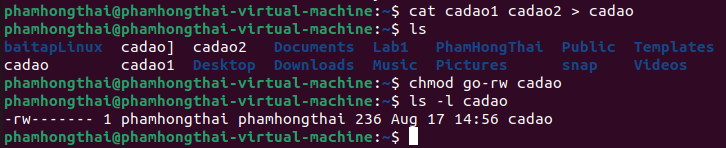 phamhongthai@phamhongthai-virtual-machine:~$ cat cadao1 cadao2 > cadao
phamhongthai@phamhongthai-virtual-machine:~$ ls
baitapLinux  cadao]  cadao2   Documents  Lab1   PhamHongThai  Public  Templates
cadao        cadao1  Desktop  Downloads  Music  Pictures      snap    Videos
phamhongthai@phamhongthai-virtual-machine:~$ chmod go-rw cadao
phamhongthai@phamhongthai-virtual-machine:~$ ls -l cadao
-rw------- 1 phamhongthai phamhongthai 236 Aug 17 14:56 cadao
phamhongthai@phamhongthai-virtual-machine:~$